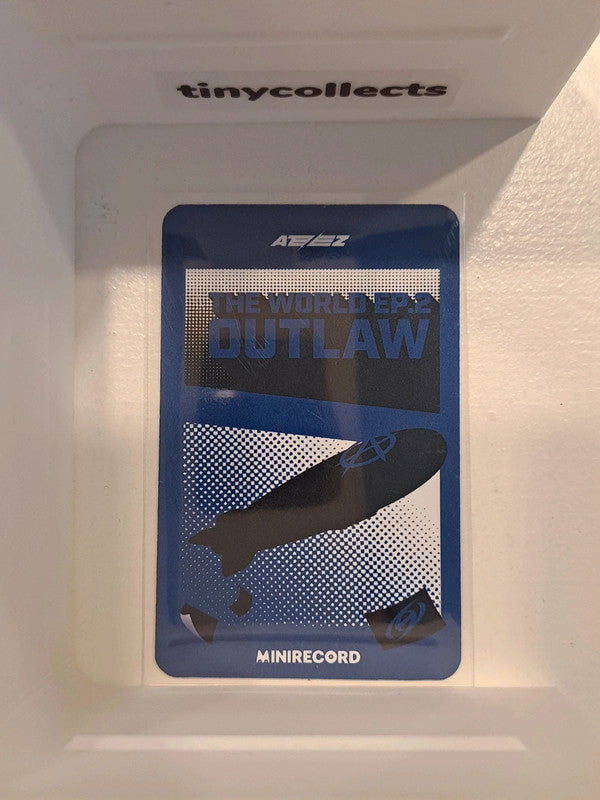 tinycollects
ATEEZ
THE WORLD EP.2
OUTLAW
MINIRECORD